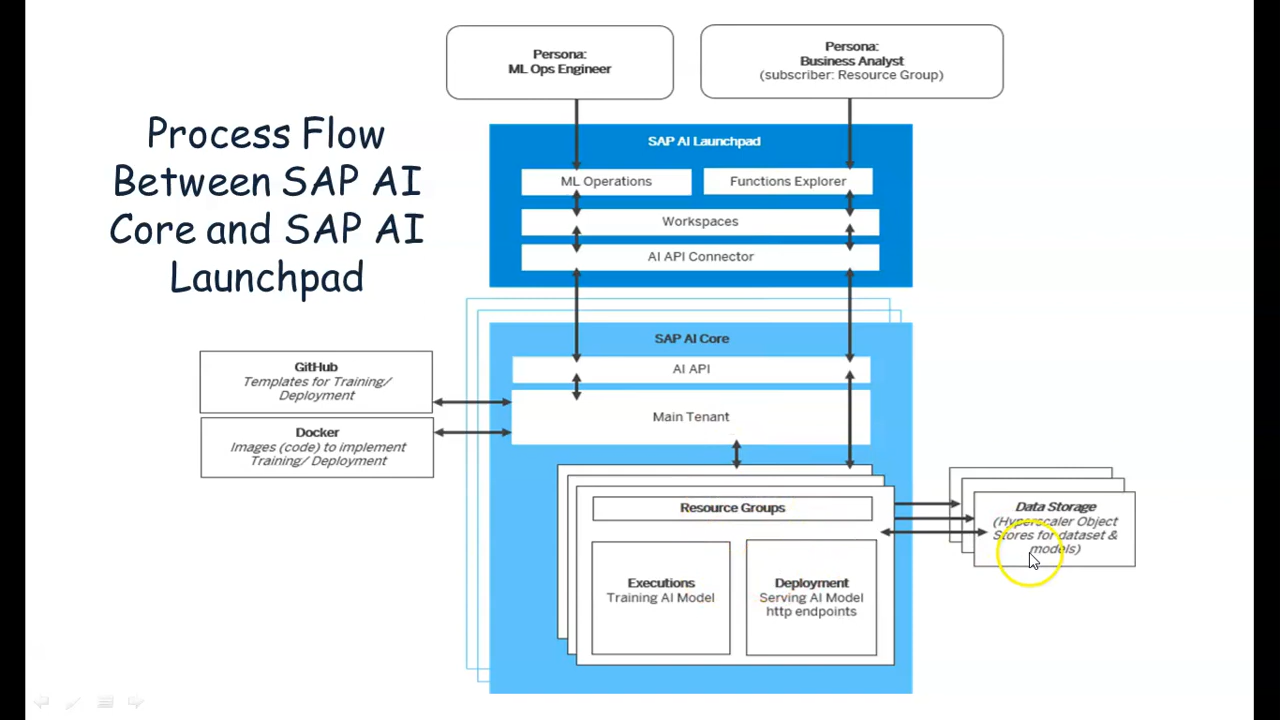 Process Flow
Between SAP AI
Core and SAP AI
Launchpad
Persona:
ML Ops Engineer
Persona:
Business Analyst
(subscriber: Resource Group)
SAP AI Launchpad
ML Operations
Functions Explorer
Workspaces
AI API Connector
SAP AI Core
AI API
Main Tenant
GitHub
Templates for Training/
Deployment
Docker
Images (code) to implement
Training/ Deployment
Resource Groups
Executions
Training AI Model
Deployment
Serving AI Model
http endpoints
Data Storage
(Hyperscaler Object
Stores for dataset &
models)